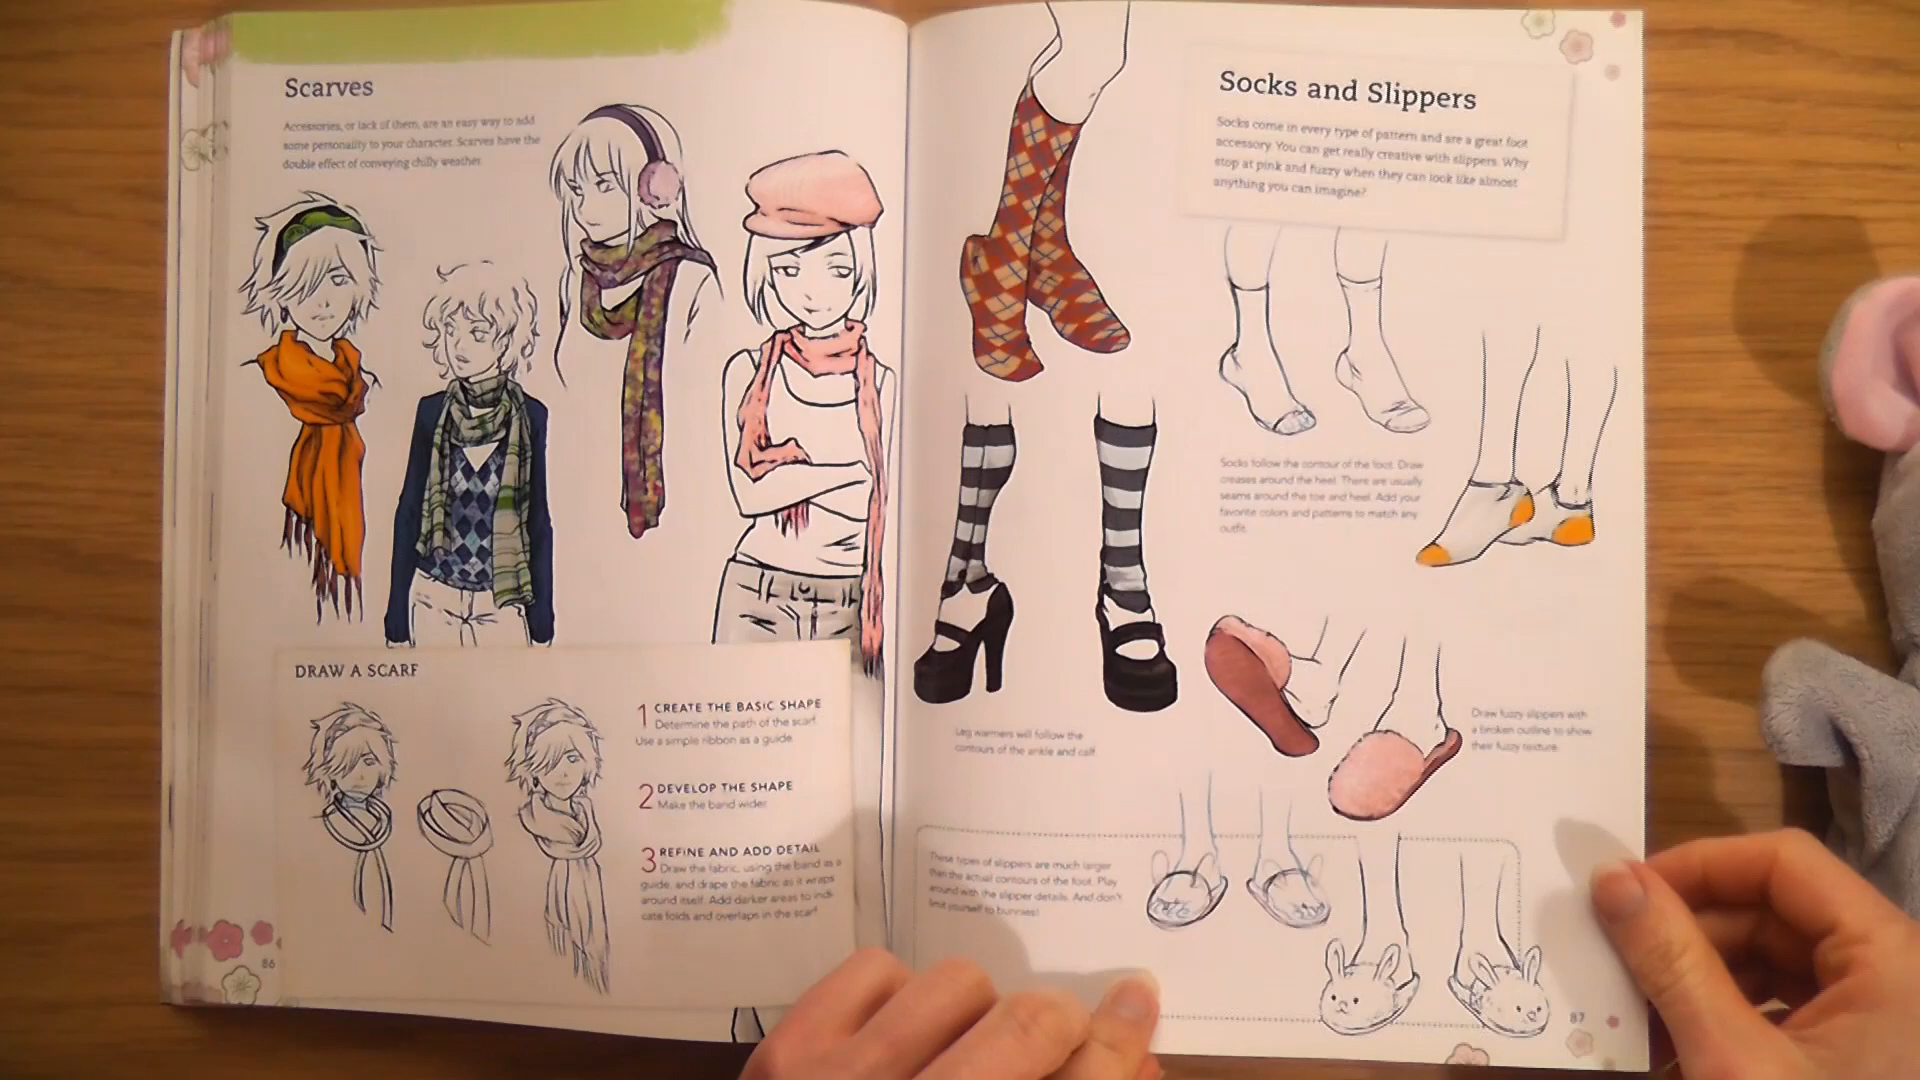 Scarves
Accessories, or lack of them, are an easy way to add
some personality to your character. Scarves have the
double effect of conveying chilly weather.
DRAW A SCARF
1 CREATE THE BASIC SHAPE
Determine the path of the scarf.
Use a simple ribbon as a guide.
2 DEVELOP THE SHAPE
Make the band wider.
3 REFINE AND ADD DETAIL
Draw the fabric, using the band as a
guide, and drape the fabric as it wraps
around itself. Add darker areas to indi-
cate folds and overlaps in the scarf.
86
Socks and Slippers
Socks come in every type of pattern and are a great foot
accessory. You can get really creative with slippers. Why
stop at pink and fuzzy when they can look like almost
anything you can imagine?
Socks follow the contour of the foot. Draw
creases around the heel. There are usually
seams around the toe and heel. Add your
favorite colors and patterns to match any
outfit.
Leg warmers will follow the
contours of the ankle and calf.
Draw fuzzy slippers with
a broken outline to show
their fuzzy texture.
These types of slippers are much larger
than the actual contours of the foot. Play
around with the slipper details. And don't
limit yourself to bunnies!
87